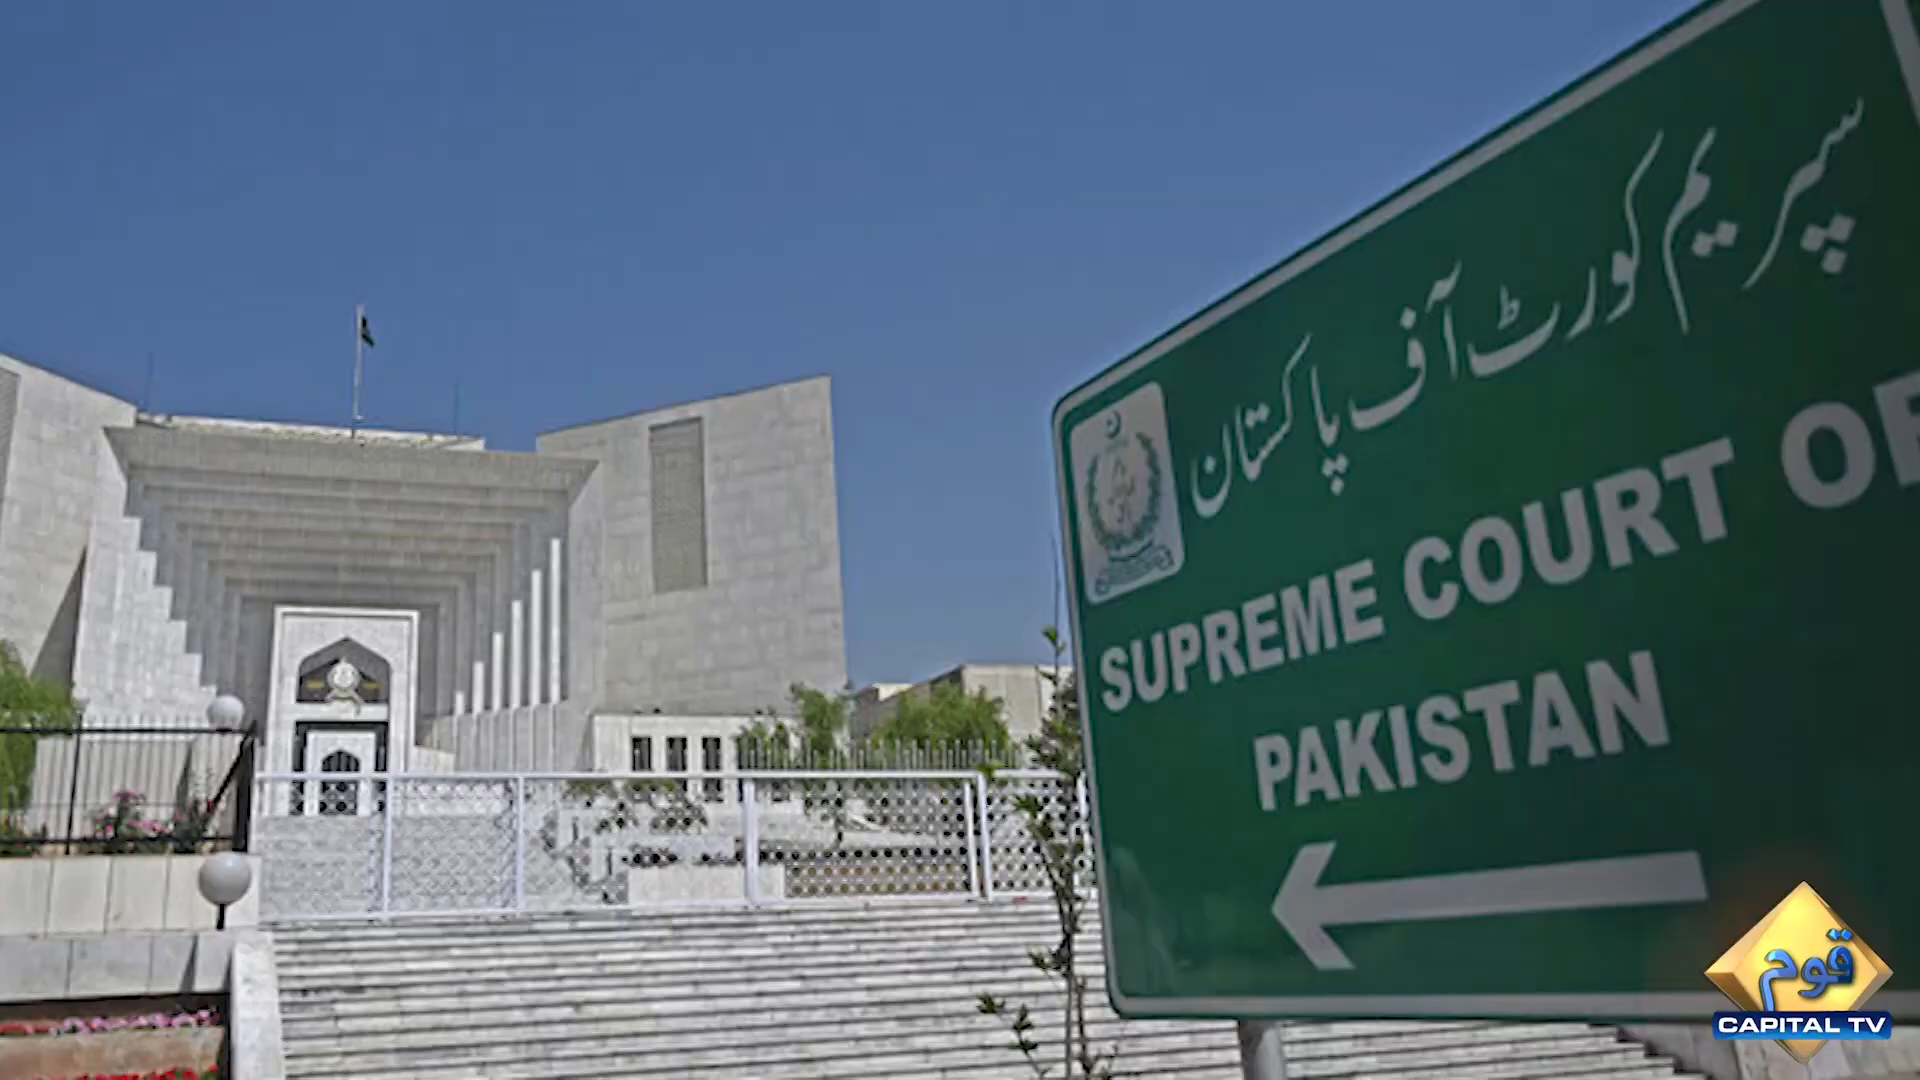 سپریم کورٹ آف پاکستان
SUPREME COURT OF
PAKISTAN
قوم
CAPITAL TV